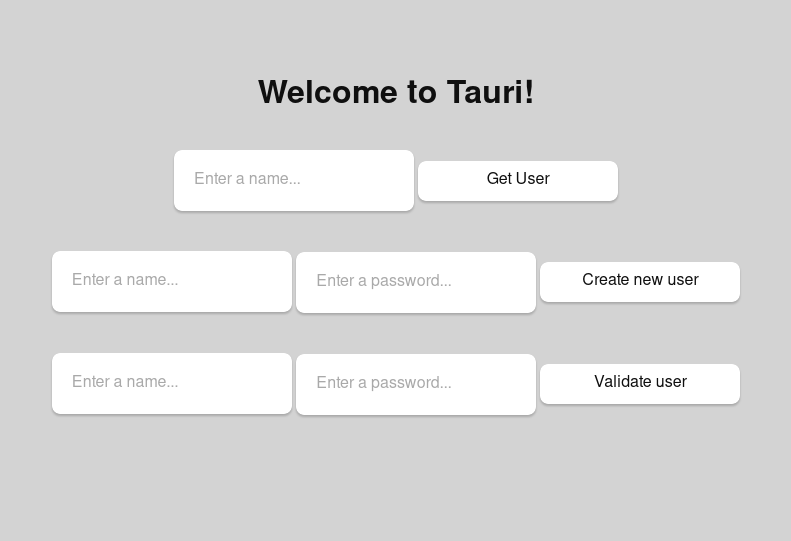 Welcome to Tauri!
Enter a name... Get User
Enter a name... Enter a password... Create new user
Enter a name... Enter a password... Validate user